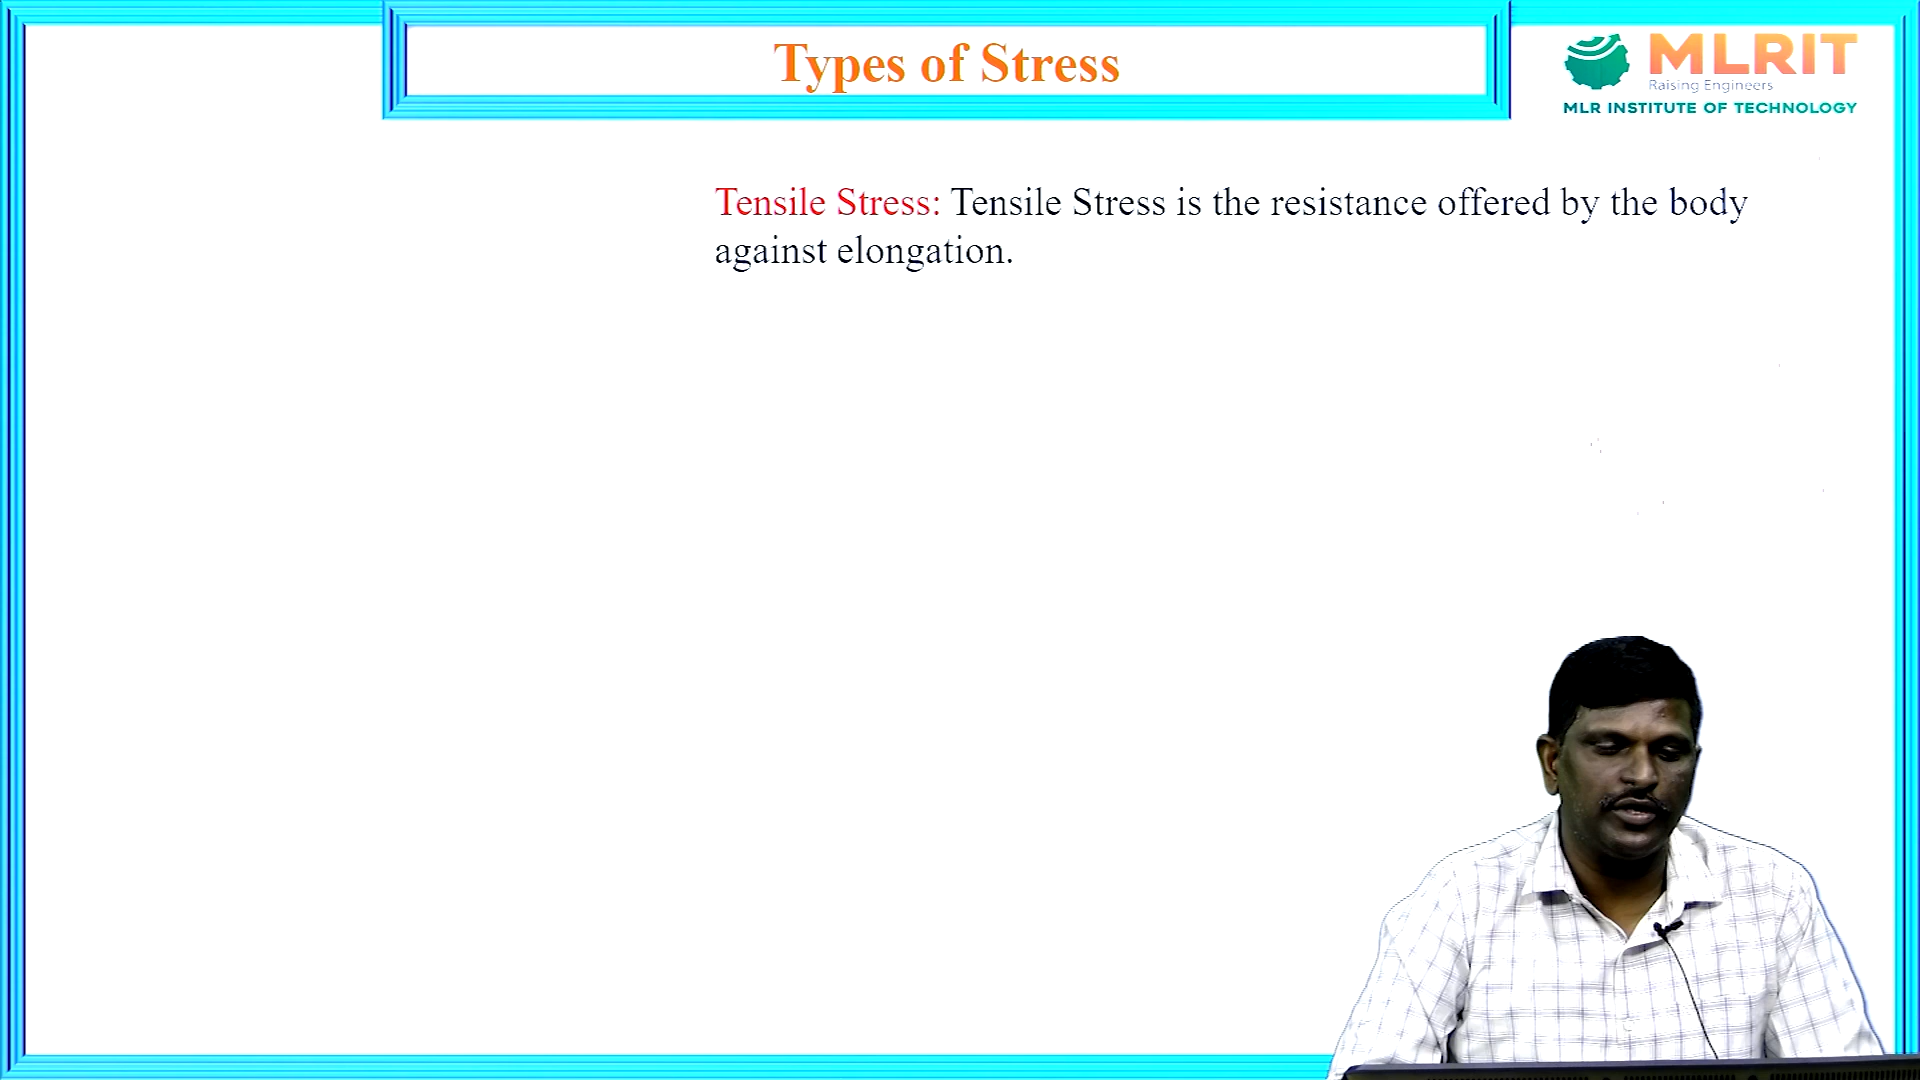 Types of Stress
MLRIT
Raising Engineers
MLR INSTITUTE OF TECHNOLOGY
Tensile Stress: Tensile Stress is the resistance offered by the body
against elongation.